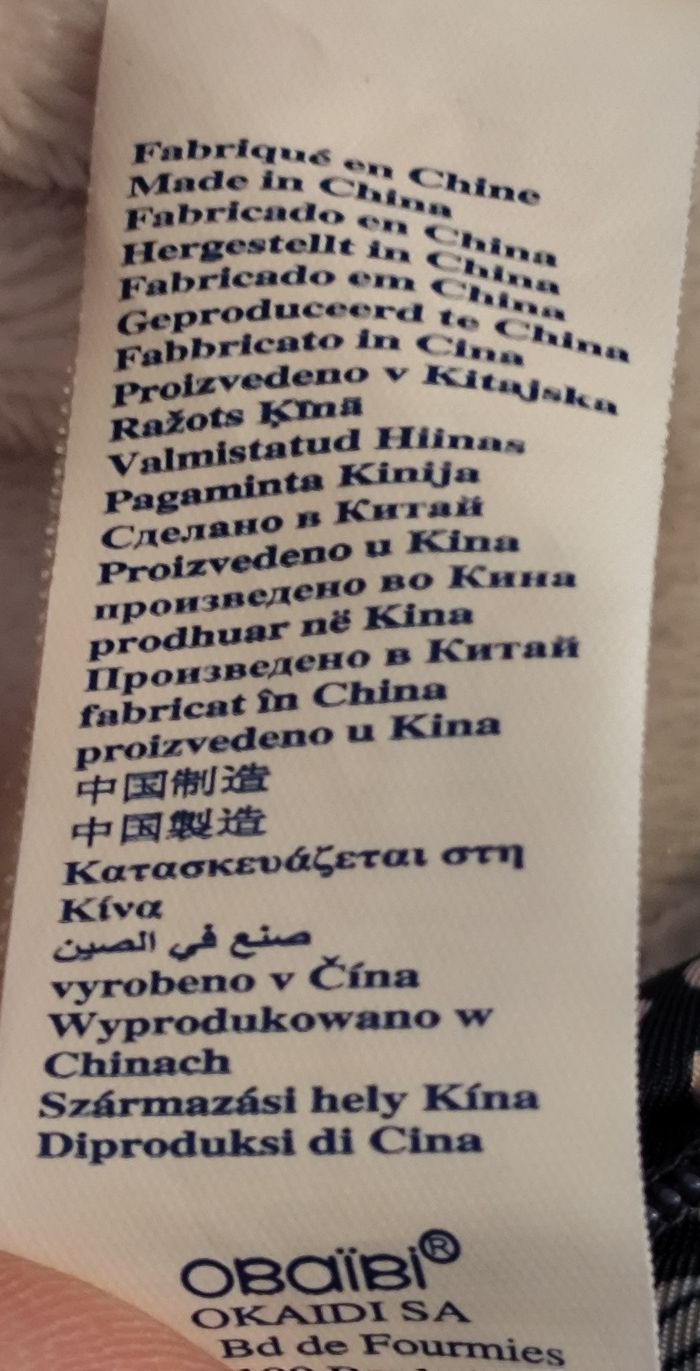 Fabriqué en Chine
Made in China
Fabricado en China
Hergestellt in China
Fabricado em China
Geproduceerd te China
Fabbricato in Cina
Proizvedeno v Kitajska
Ražots Ķīnā
Valmistatud Hiinas
Pagaminta Kinija
Сделано в Китай
Proizvedeno u Kina
произведено во Кина
prodhuar në Kina
Произведено в Китай
fabricat în China
proizvedeno u Kina
中国制造
中国製造
Κατασκευάζεται στη
Κίνα
صنع في الصين
vyrobeno v Čína
Wyprodukowano w
Chinach
Származási hely Kína
Diproduksi di Cina
OBAÏBI®
OKAIDI SA
Bd de Fourmies